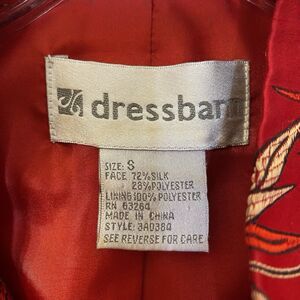 dressbarn
SIZE: S
FACE 72%SILK
28%POLYESTER
LINING:100% POLYESTER
RN 63264
MADE IN CHINA
STYLE: 3A0384
SEE REVERSE FOR CARE